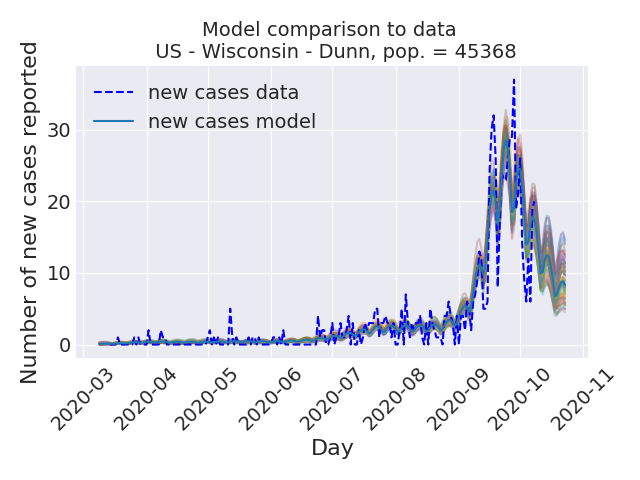 Model comparison to data
US - Wisconsin - Dunn, pop. = 45368
Number of new cases reported
new cases data
new cases model
30
20
10
0
2020-03
2020-04
2020-05
2020-06
2020-07
2020-08
2020-09
2020-10
2020-11
Day